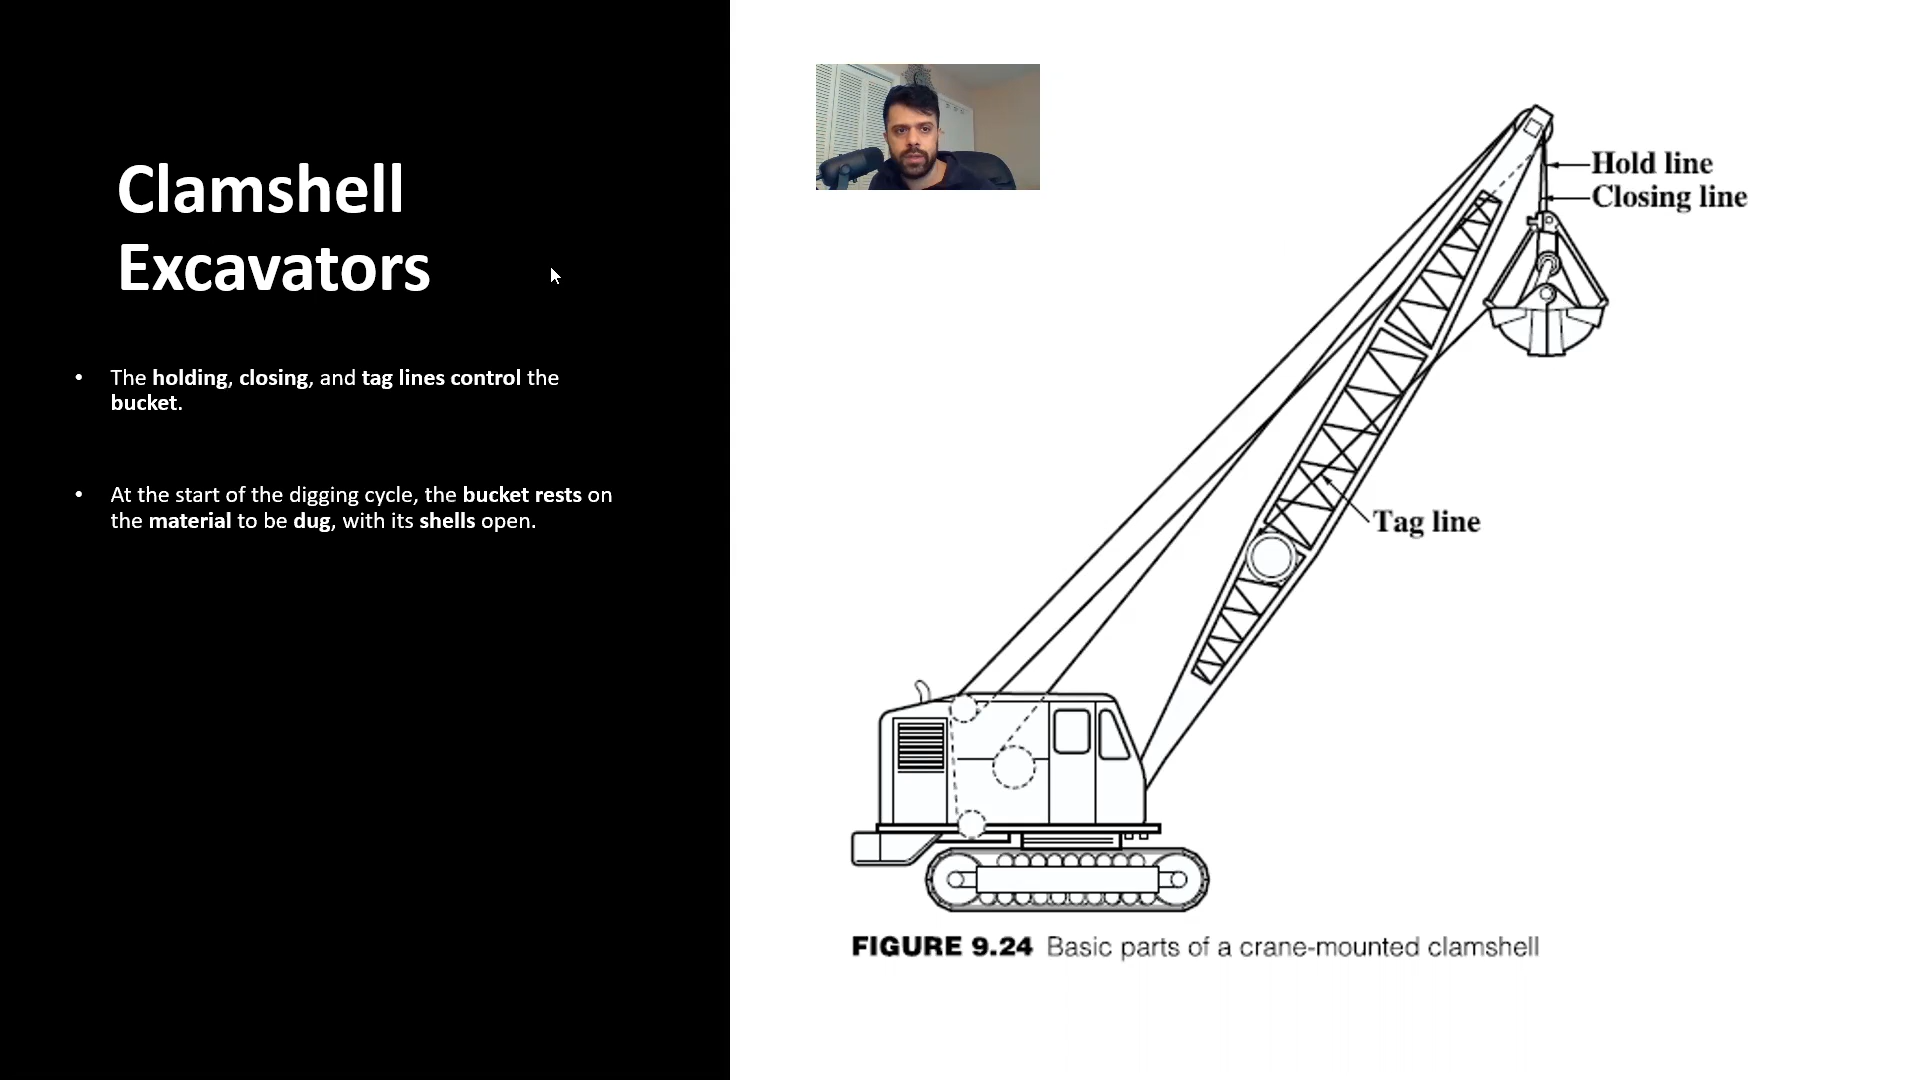 Clamshell
Excavators
• The holding, closing, and tag lines control the
bucket.
• At the start of the digging cycle, the bucket rests on
the material to be dug, with its shells open.
Hold line
Closing line
Tag line
FIGURE 9.24 Basic parts of a crane-mounted clamshell